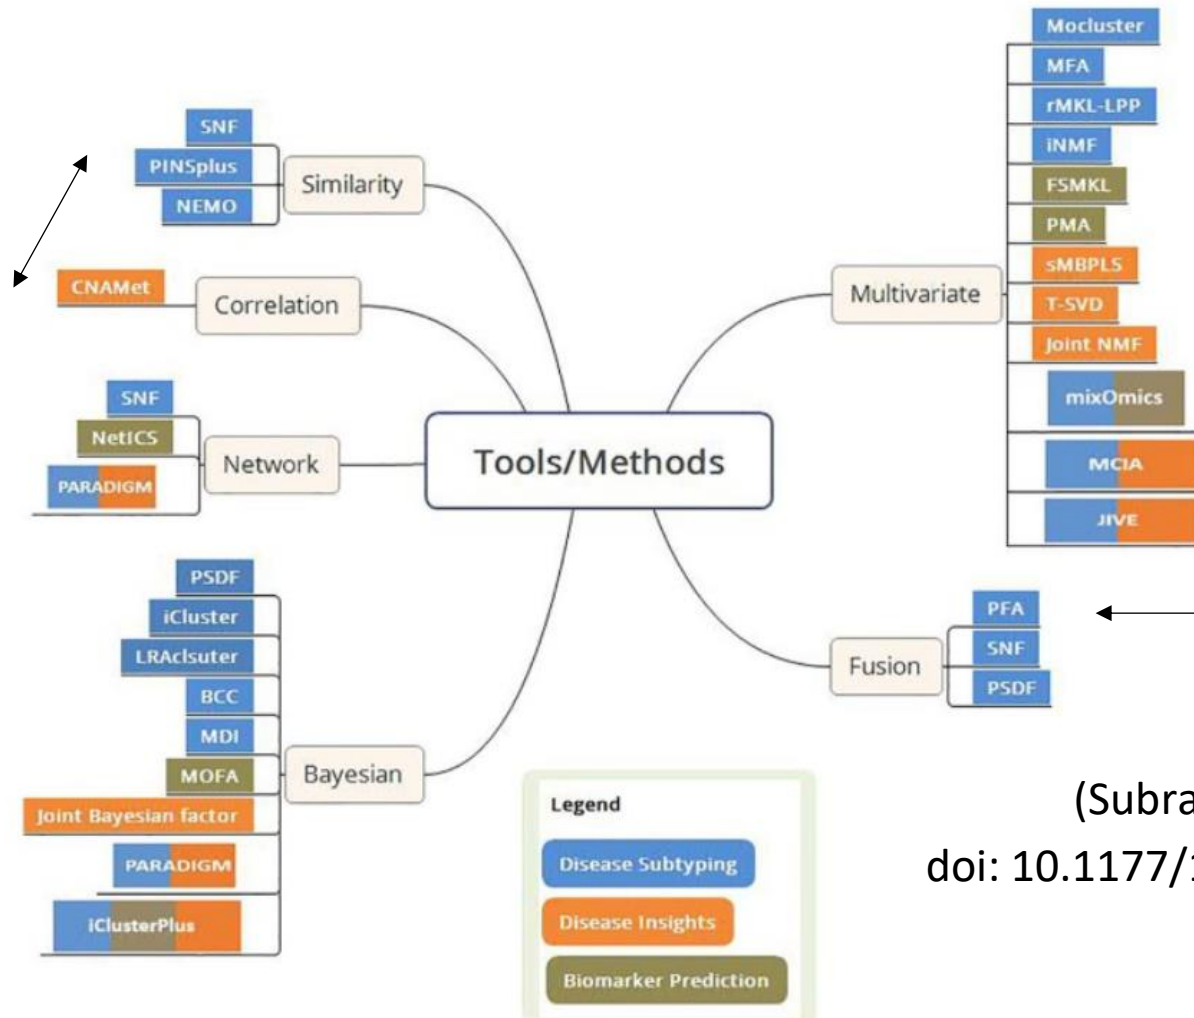 SNF
PINSplus
NEMO
Similarity
CNAMet
Correlation
SNF
NetICS
PARADIGM
Network
PSDF
iCluster
LRAclsuter
BCC
MDI
MOFA
Joint Bayesian factor
PARADIGM
iClusterPlus
Bayesian
Tools/Methods
Mocluster
MFA
rMKL-LPP
iNMF
FSMKL
PMA
sMBPLS
T-SVD
Joint NMF
mixOmics
MCIA
JIVE
Multivariate
PFA
SNF
PSDF
Fusion
Legend
Disease Subtyping
Disease Insights
Biomarker Prediction
(Subra
doi: 10.1177/1